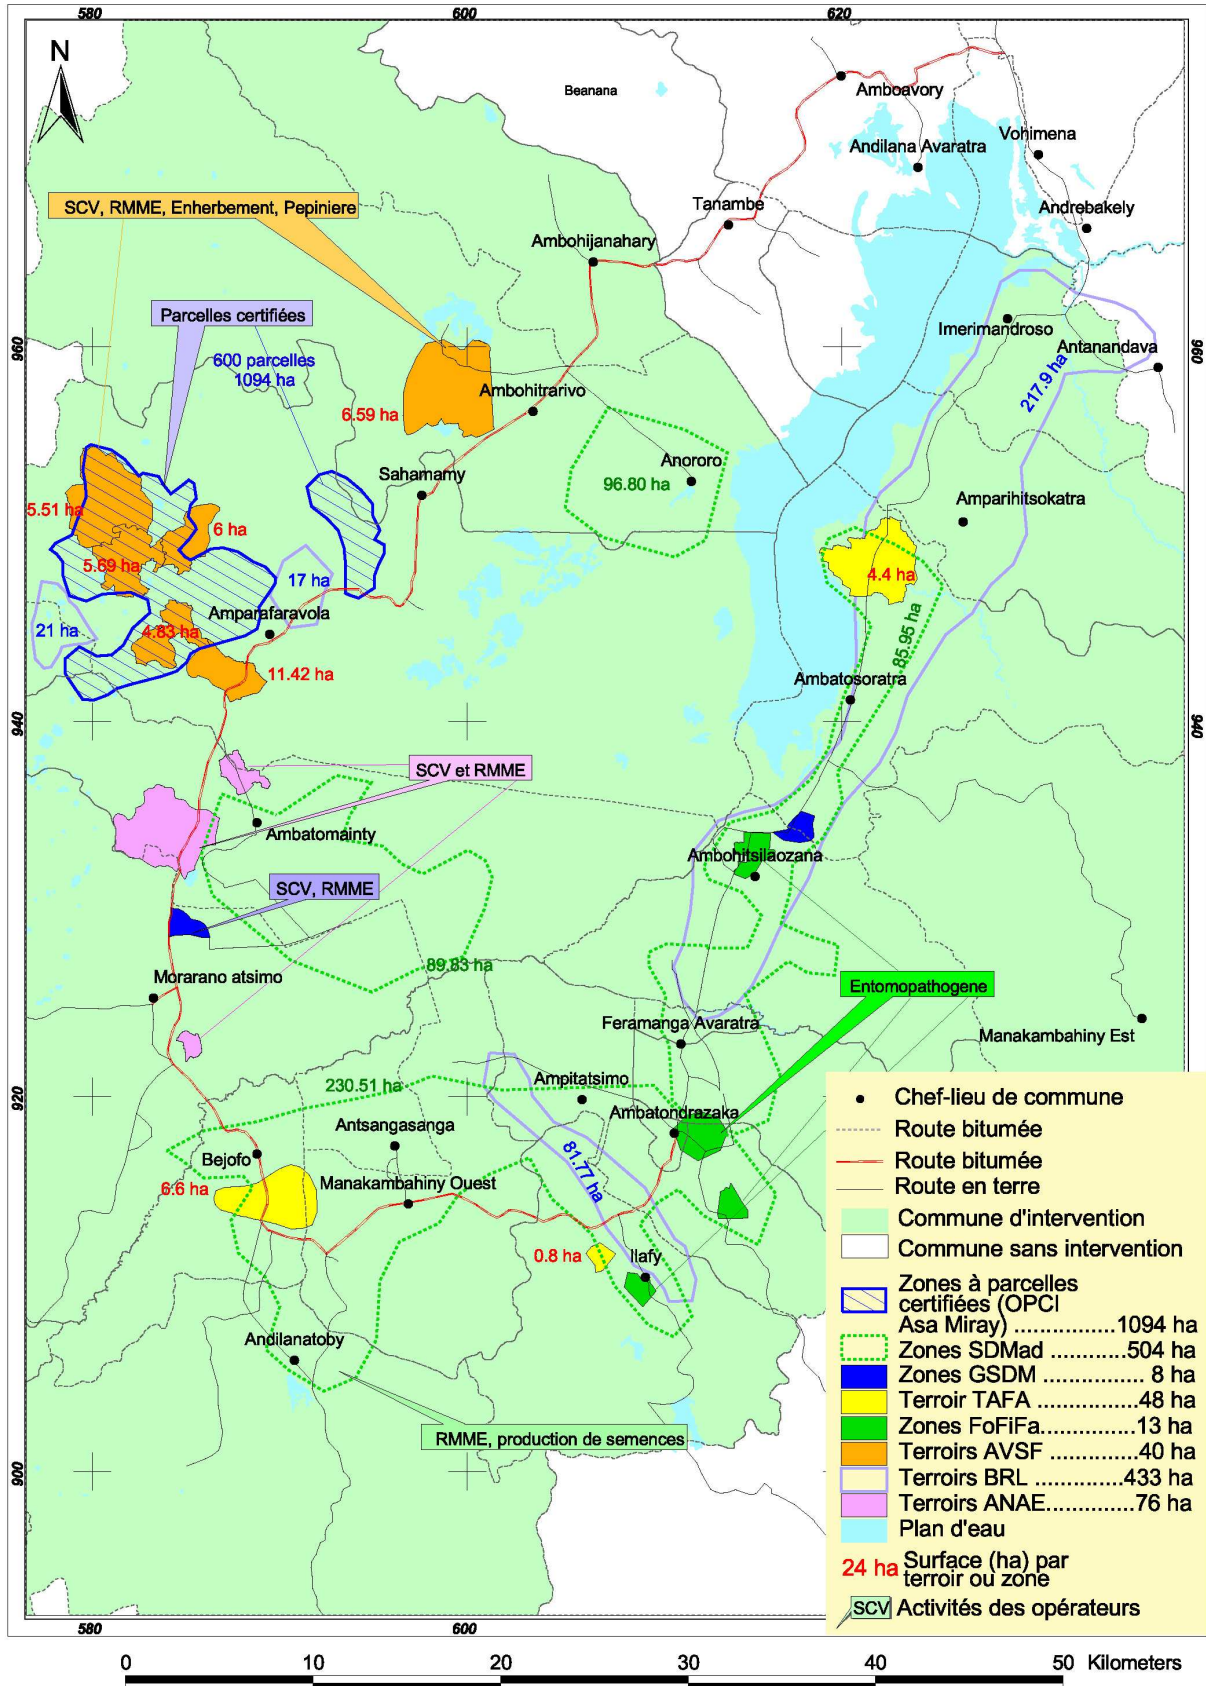 580
600
620
N
Beanana
Amboavory
Vohimena
Andilana Avaratra
SCV, RMME, Enherbement, Pepiniere
Tanambe
Andrebakely
Ambohijanahary
Parcelles certifiées
Imerimandroso
600 parcelles
1094 ha
960
960
Antanandava
217.9 ha
Ambohitrarivo
6.59 ha
Anororo
Sahamamy
96.80 ha
Amparihitsokatra
5.51 ha
6 ha
5.69 ha
4.4 ha
17 ha
Amparafaravola
21 ha
4.83 ha
85.95 ha
11.42 ha
Ambatosoratra
940
940
SCV et RMME
Ambatomainty
Ambohitsilaozana
SCV, RMME
89.83 ha
Morarano atsimo
Entomopathogene
Feramanga Avaratra
Manakambahiny Est
230.51 ha
Ampitatsimo
920
Ambatondrazaka
Antsangasanga
Bejofo
81.77 ha
6.6 ha
Manakambahiny Ouest
0.8 ha
Ilafy
Andilanatoby
RMME, production de semences
900
Chef-lieu de commune
Route bitumée
Route bitumée
Route en terre
Commune d'intervention
Commune sans intervention
Zones à parcelles
certifiées (OPCI
Asa Miray) ................1094 ha
Zones SDMad ............504 ha
Zones GSDM ................ 8 ha
Terroir TAFA ................48 ha
Zones FoFiFa...............13 ha
Terroirs AVSF ..............40 ha
Terroirs BRL ..............433 ha
Terroirs ANAE..............76 ha
Plan d'eau
24 ha Surface (ha) par
terroir ou zone
SCV Activités des opérateurs
580
600
0 10 20 30 40 50 Kilometers